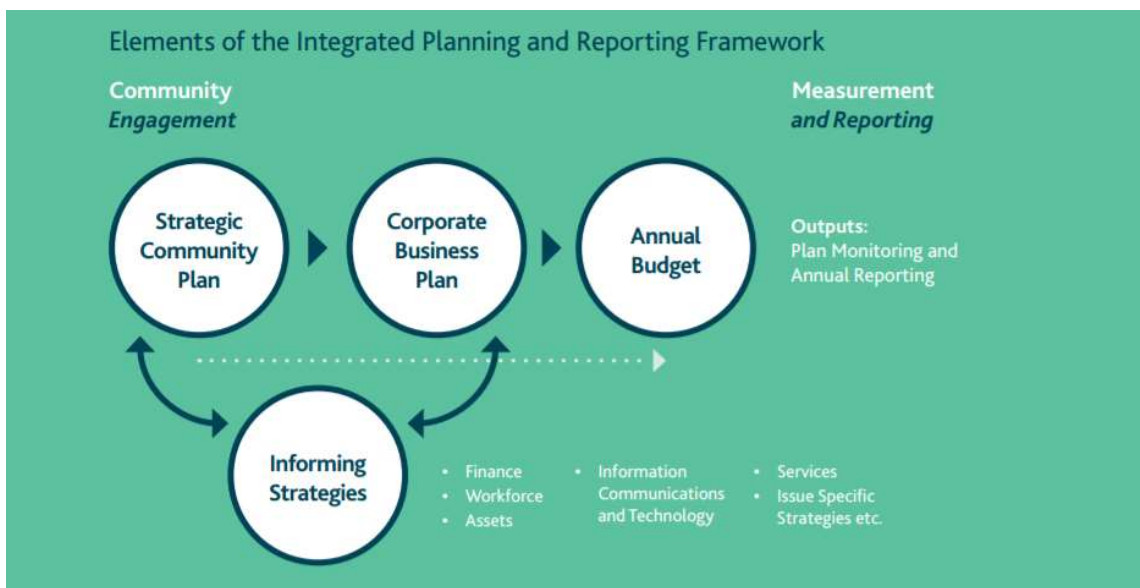 Elements of the Integrated Planning and Reporting Framework
Community
Engagement
Measurement
and Reporting
Strategic
Community
Plan
Corporate
Business
Plan
Annual
Budget
Outputs:
Plan Monitoring and
Annual Reporting
Informing
Strategies
• Finance
• Workforce
• Assets
• Information
Communications
and Technology
• Services
• Issue Specific
Strategies etc.